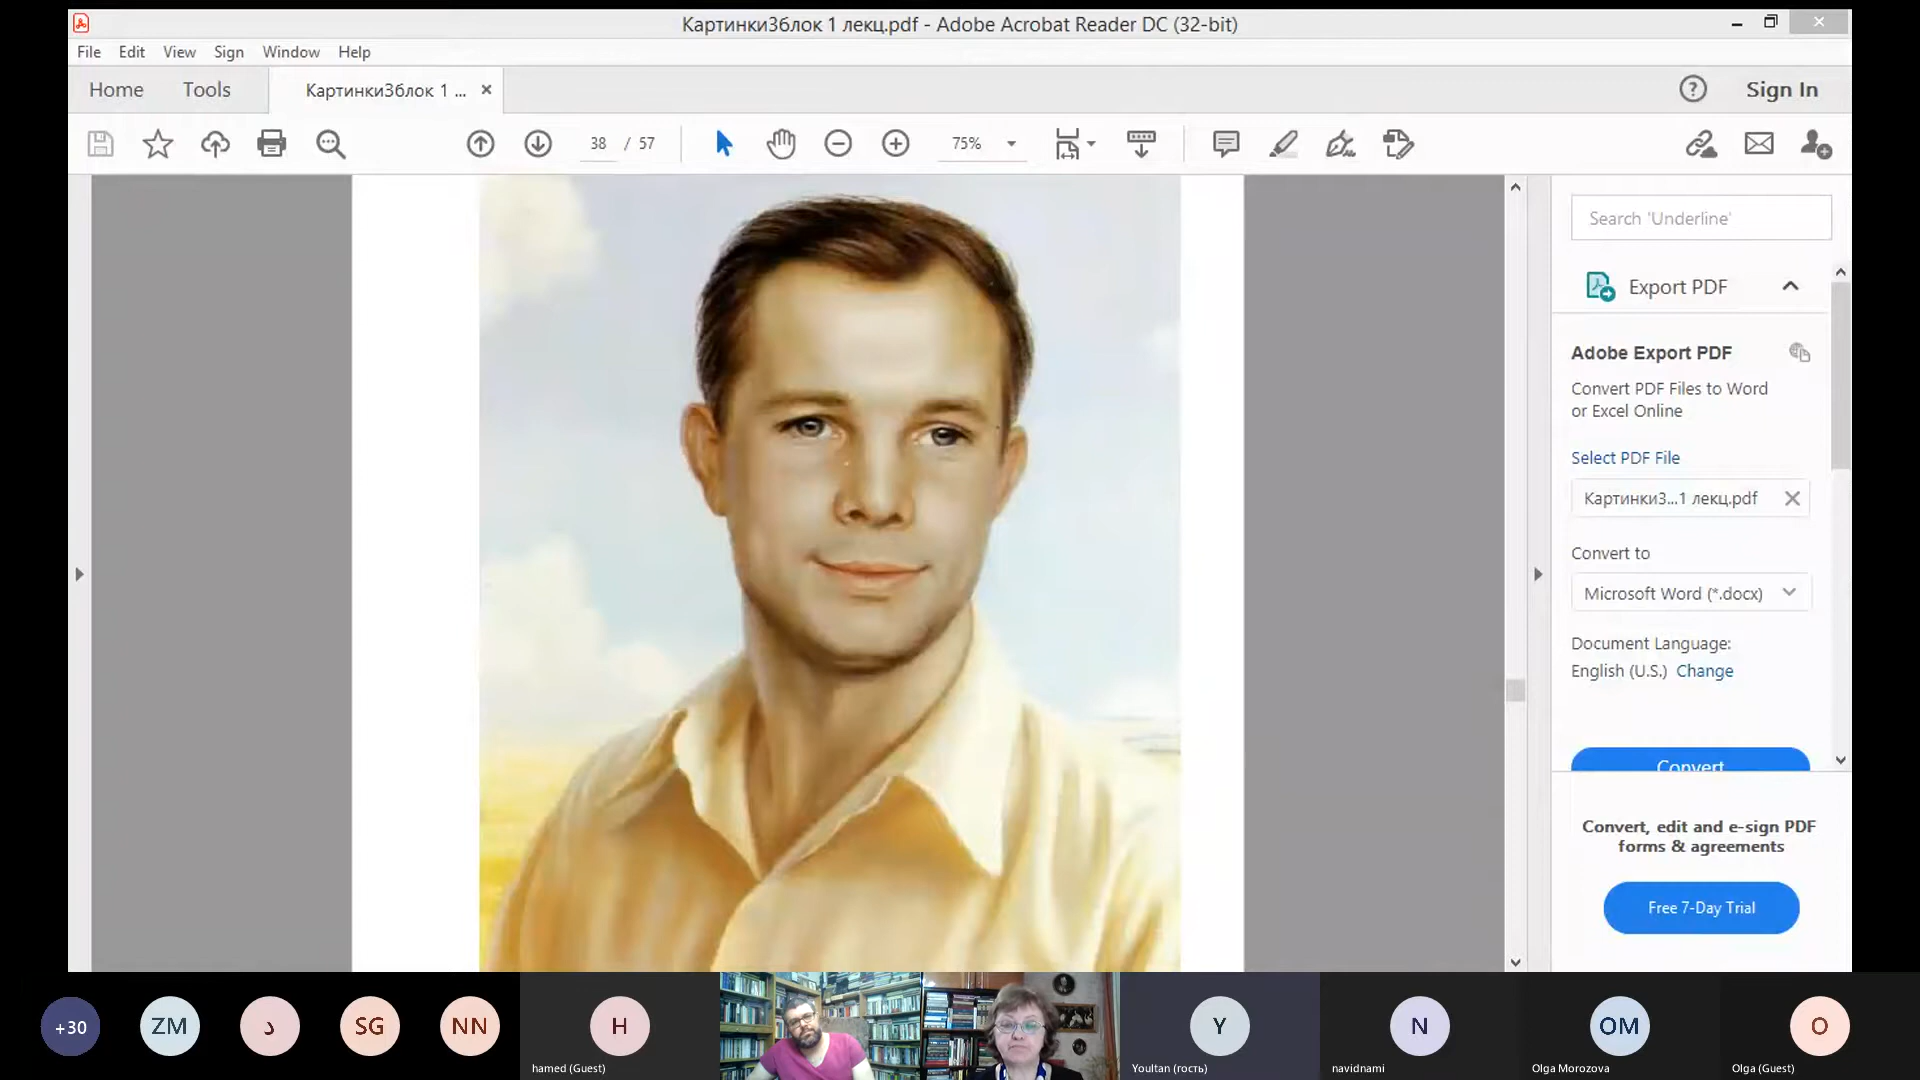 Картинки3блок 1 лекц.pdf - Adobe Acrobat Reader DC (32-bit)
File Edit View Sign Window Help
Home Tools Картинки3блок 1 ...
Sign In
38 / 57
75%
Search 'Underline'
Export PDF
Adobe Export PDF
Convert PDF Files to Word
or Excel Online
Select PDF File
Картинки3...1 лекц.pdf
Convert to
Microsoft Word (*.docx)
Document Language:
English (U.S.) Change
Convert
Convert, edit and e-sign PDF
forms & agreements
Free 7-Day Trial
+30
ZM
د
SG
NN
H
hamed (Guest)
Y
Youltan (гость)
N
navidnami
OM
Olga Morozova
O
Olga (Guest)